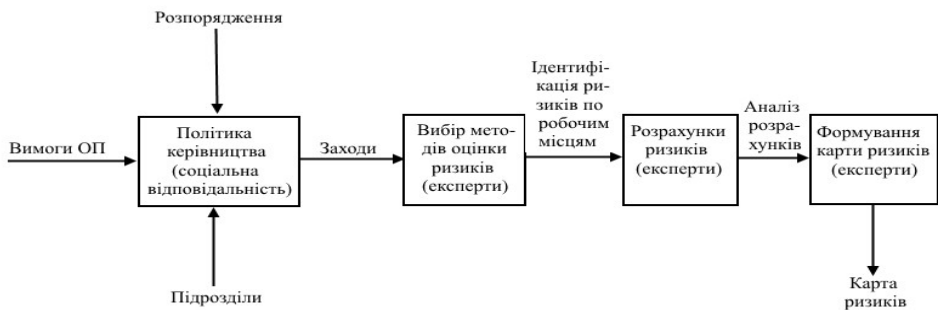 Розпорядження
Вимоги ОП
Політика
керівництва
(соціальна
відповідальність)
Підрозділи
Заходи
Вибір мето-
дів оцінки
ризиків
(експерти)
Ідентифі-
кація ри-
зиків по
робочим
місцям
Розрахунки
ризиків
(експерти)
Аналіз
розра-
хунків
Формування
карти ризиків
(експерти)
Карта
ризиків